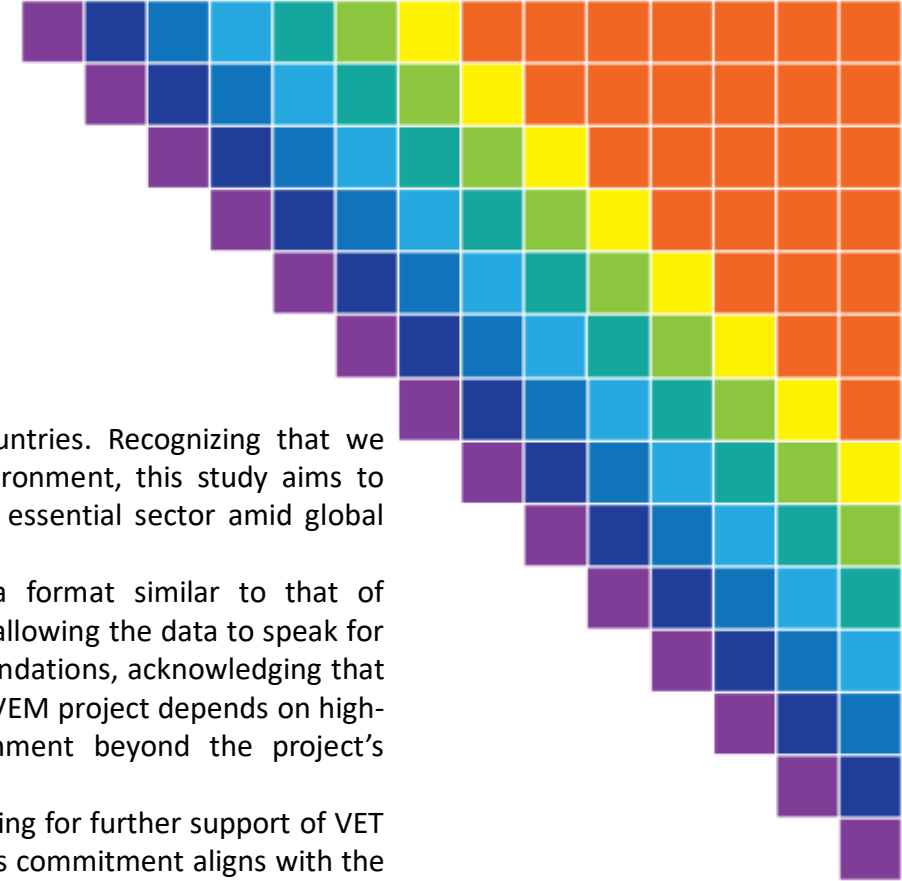 untries. Recognizing that we
ironment, this study aims to
essential sector amid global
a format similar to that of
allowing the data to speak for
ndations, acknowledging that
VEM project depends on high-
nment beyond the project’s
ing for further support of VET
s commitment aligns with the